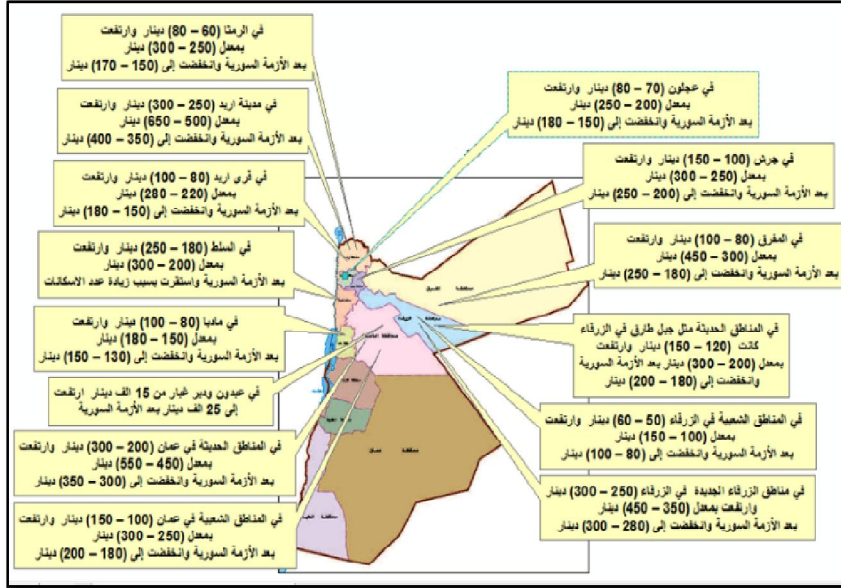 في الرمثا (60 – 80) دينار وارتفعت
بمعدل (250 – 300) دينار
بعد الأزمة السورية وانخفضت إلى (150 – 170) دينار
في مدينة اربد (250 – 300) دينار وارتفعت
بمعدل (500 – 650) دينار
بعد الأزمة السورية وانخفضت إلى (350 – 400) دينار
في قرى اربد (80 – 100) دينار وارتفعت
بمعدل (220 – 280) دينار
بعد الأزمة السورية وانخفضت إلى (150 – 180) دينار
في السلط (180 – 250) دينار وارتفعت
بمعدل (200 – 300) دينار
بعد الأزمة السورية واستقرت بسبب زيادة عدد الاسكانات
في مادبا (80 – 100) دينار وارتفعت
بمعدل (150 – 180) دينار
بعد الأزمة السورية وانخفضت إلى (130 – 150) دينار
في عبدون ودير غبار من 15 الف دينار ارتفعت
إلى 25 الف دينار بعد الأزمة السورية
في المناطق الحديثة في عمان (200 – 300) دينار وارتفعت
بمعدل (450 – 550) دينار
بعد الأزمة السورية وانخفضت إلى (300 – 350) دينار
في المناطق الشعبية في عمان (100 – 150) دينار وارتفعت
بمعدل (250 – 300) دينار
بعد الأزمة السورية وانخفضت إلى (180 – 200) دينار
في عجلون (70 – 80) دينار وارتفعت
بمعدل (200 – 250) دينار
بعد الأزمة السورية وانخفضت إلى (150 – 180) دينار
في جرش (100 – 150) دينار وارتفعت
بمعدل (250 – 300) دينار
بعد الأزمة السورية وانخفضت إلى (200 – 250) دينار
في المفرق (80 – 100) دينار وارتفعت
بمعدل (300 – 450) دينار
بعد الأزمة السورية وانخفضت إلى (180 – 250) دينار
في المناطق الحديثة مثل جبل طارق في الزرقاء
كانت (120 – 150) دينار وارتفعت
بمعدل (200 – 300) دينار بعد الأزمة السورية
وانخفضت إلى (180 – 200) دينار
في المناطق الشعبية في الزرقاء (50 – 60) دينار وارتفعت
بمعدل (100 – 150) دينار
بعد الأزمة السورية وانخفضت إلى (80 – 100) دينار
في مناطق الزرقاء الجديدة في الزرقاء (250 – 300) دينار
وارتفعت بمعدل (350 – 450) دينار
بعد الأزمة السورية وانخفضت إلى (280 – 300) دينار